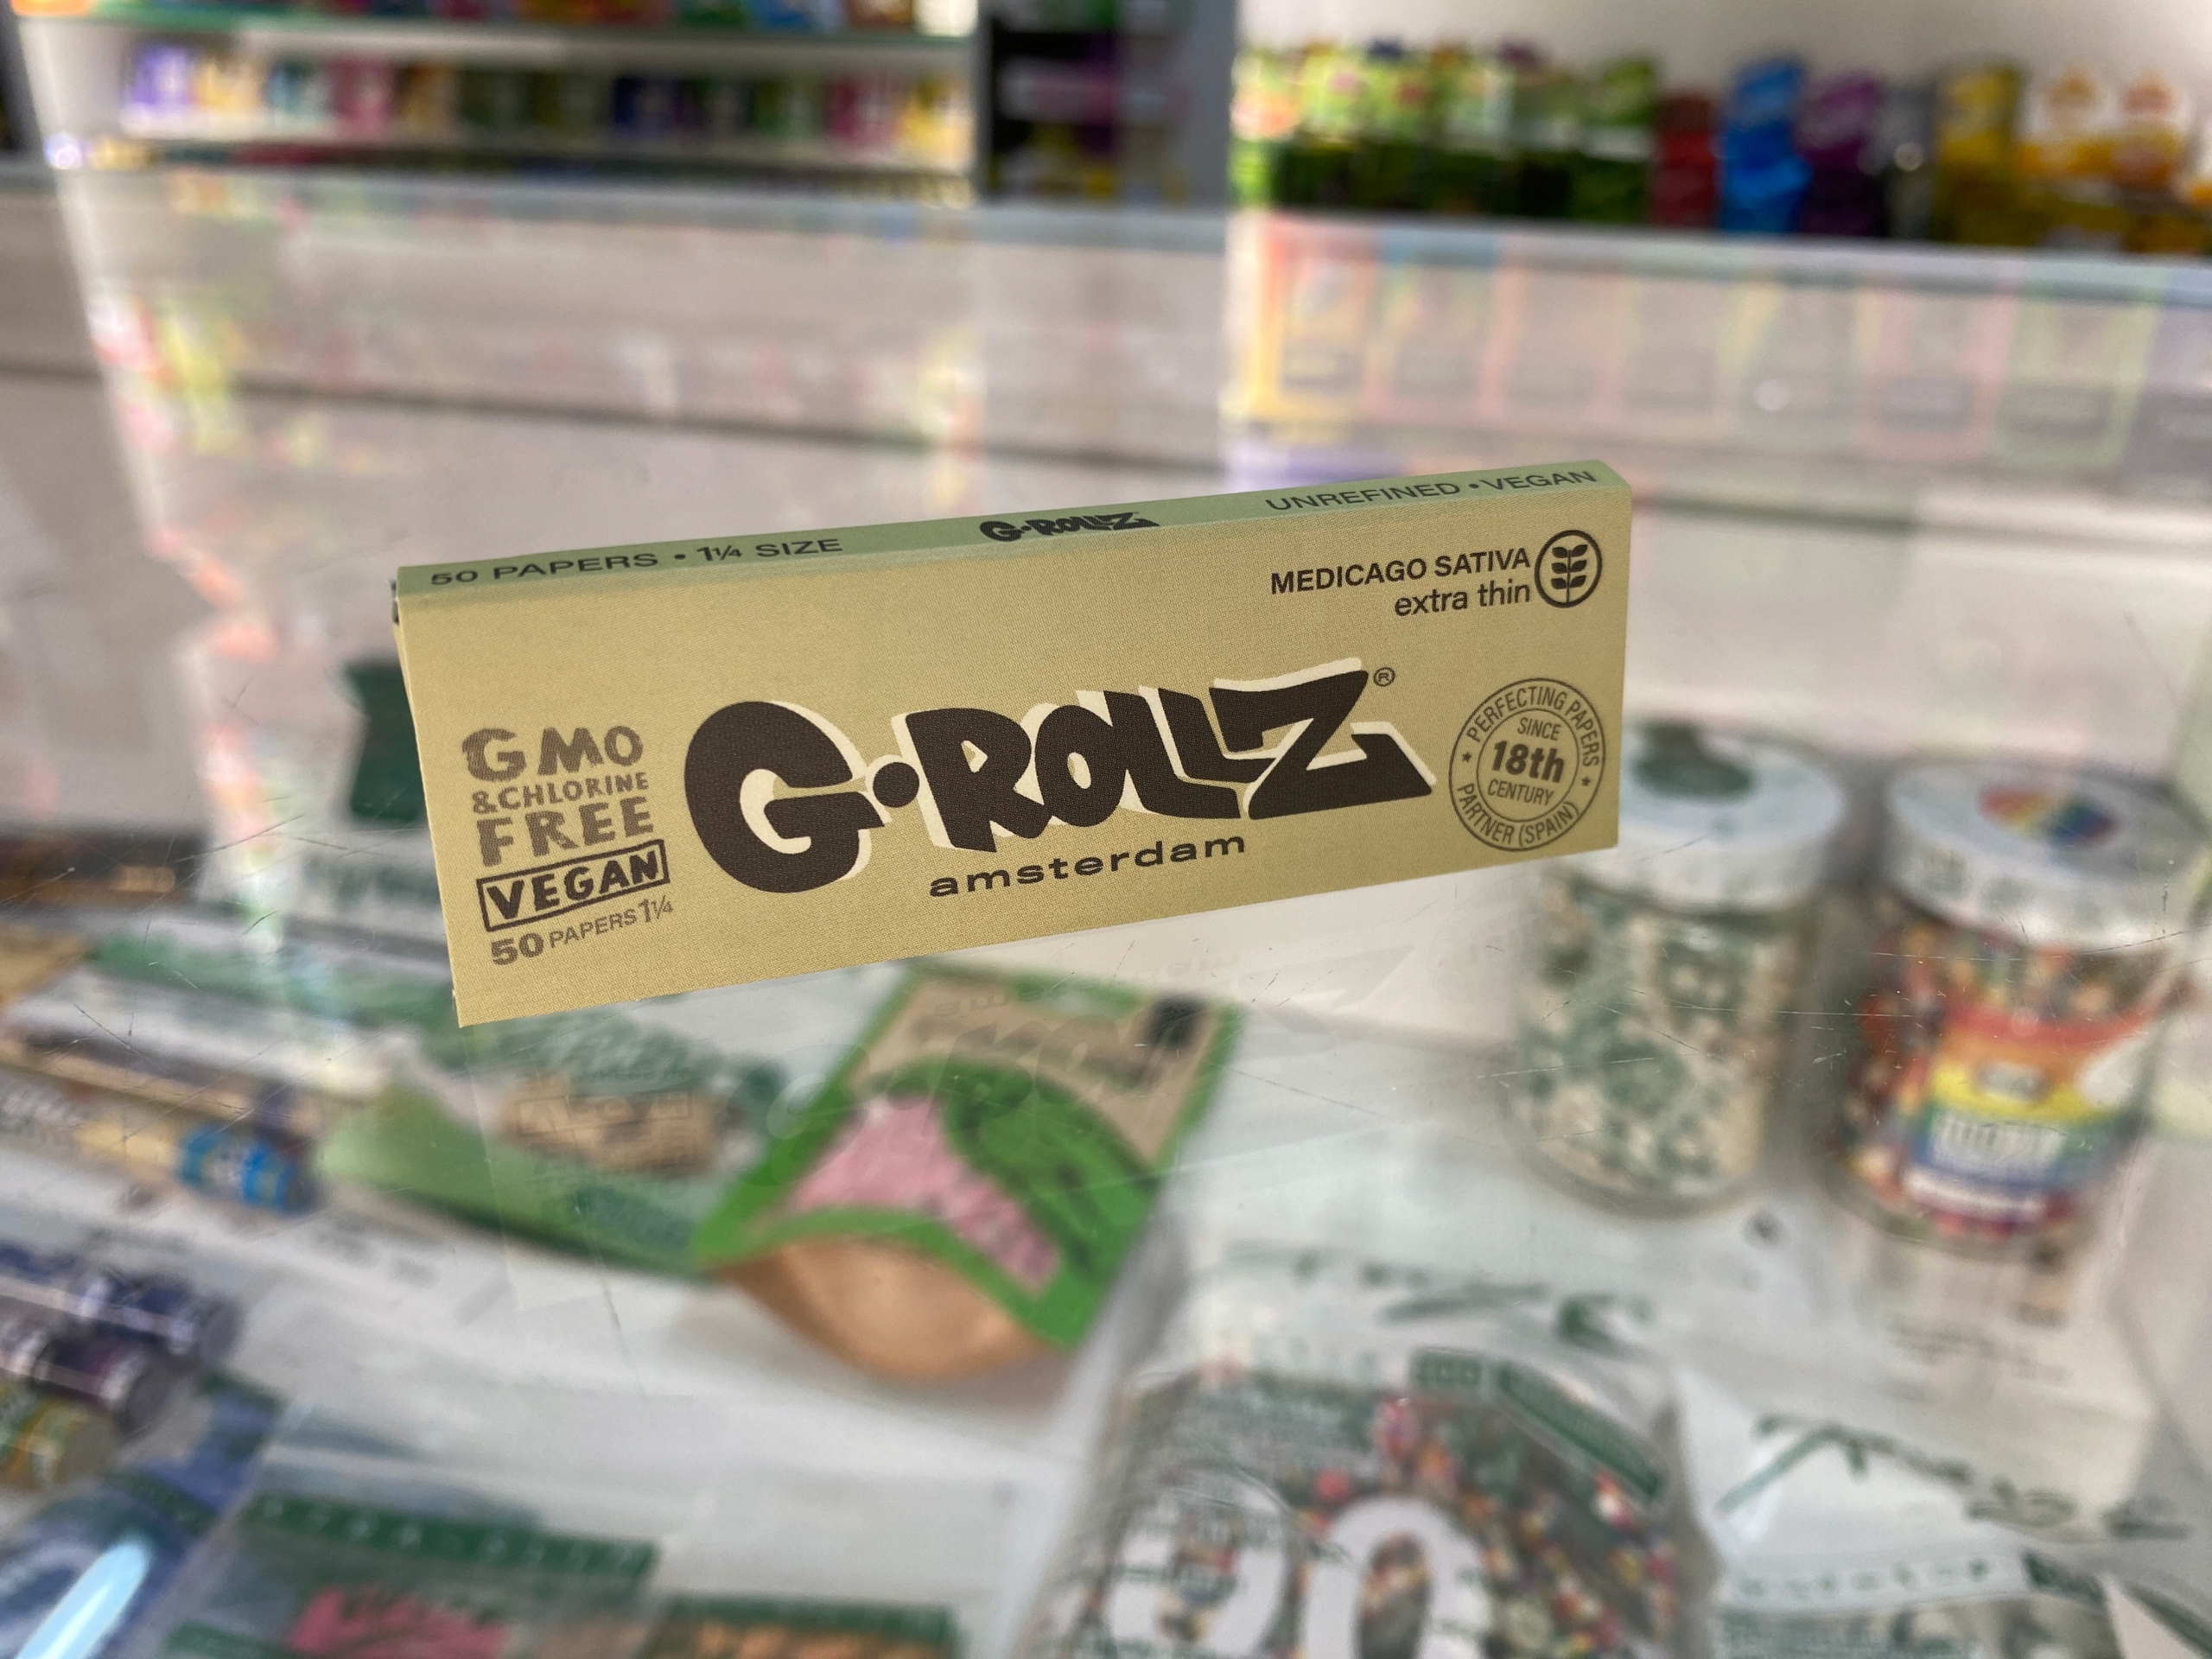 50 PAPERS • 1¼ SIZE
G•ROLLZ
UNREFINED • VEGAN
MEDICAGO SATIVA
extra thin
GMO
&CHLORINE
FREE
VEGAN
50 PAPERS 1¼
G•ROLLZ®
amsterdam
PERFECTING PAPERS
SINCE
18th
CENTURY
PARTNER (SPAIN)